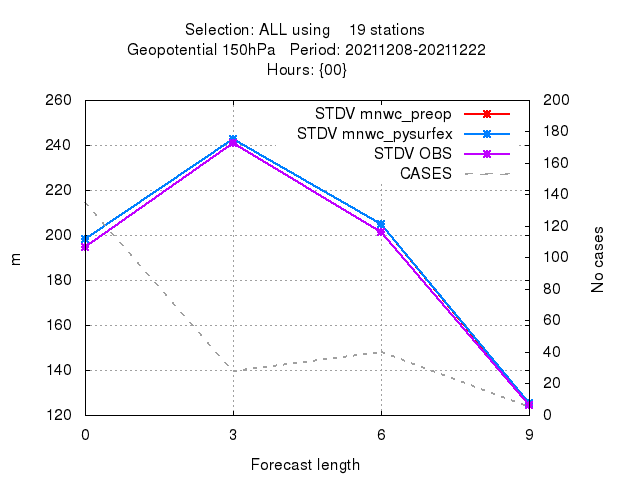 Selection: ALL using 19 stations
Geopotential 150hPa Period: 20211208-20211222
Hours: {00}
260 200
STDV mnwc_preop
180
240 STDV mnwc_pysurfex
160
STDV OBS
220 CASES 140
200 120
100
180 80
160 60
40
140 20
120 0
m
No cases
0 3 6 9
Forecast length